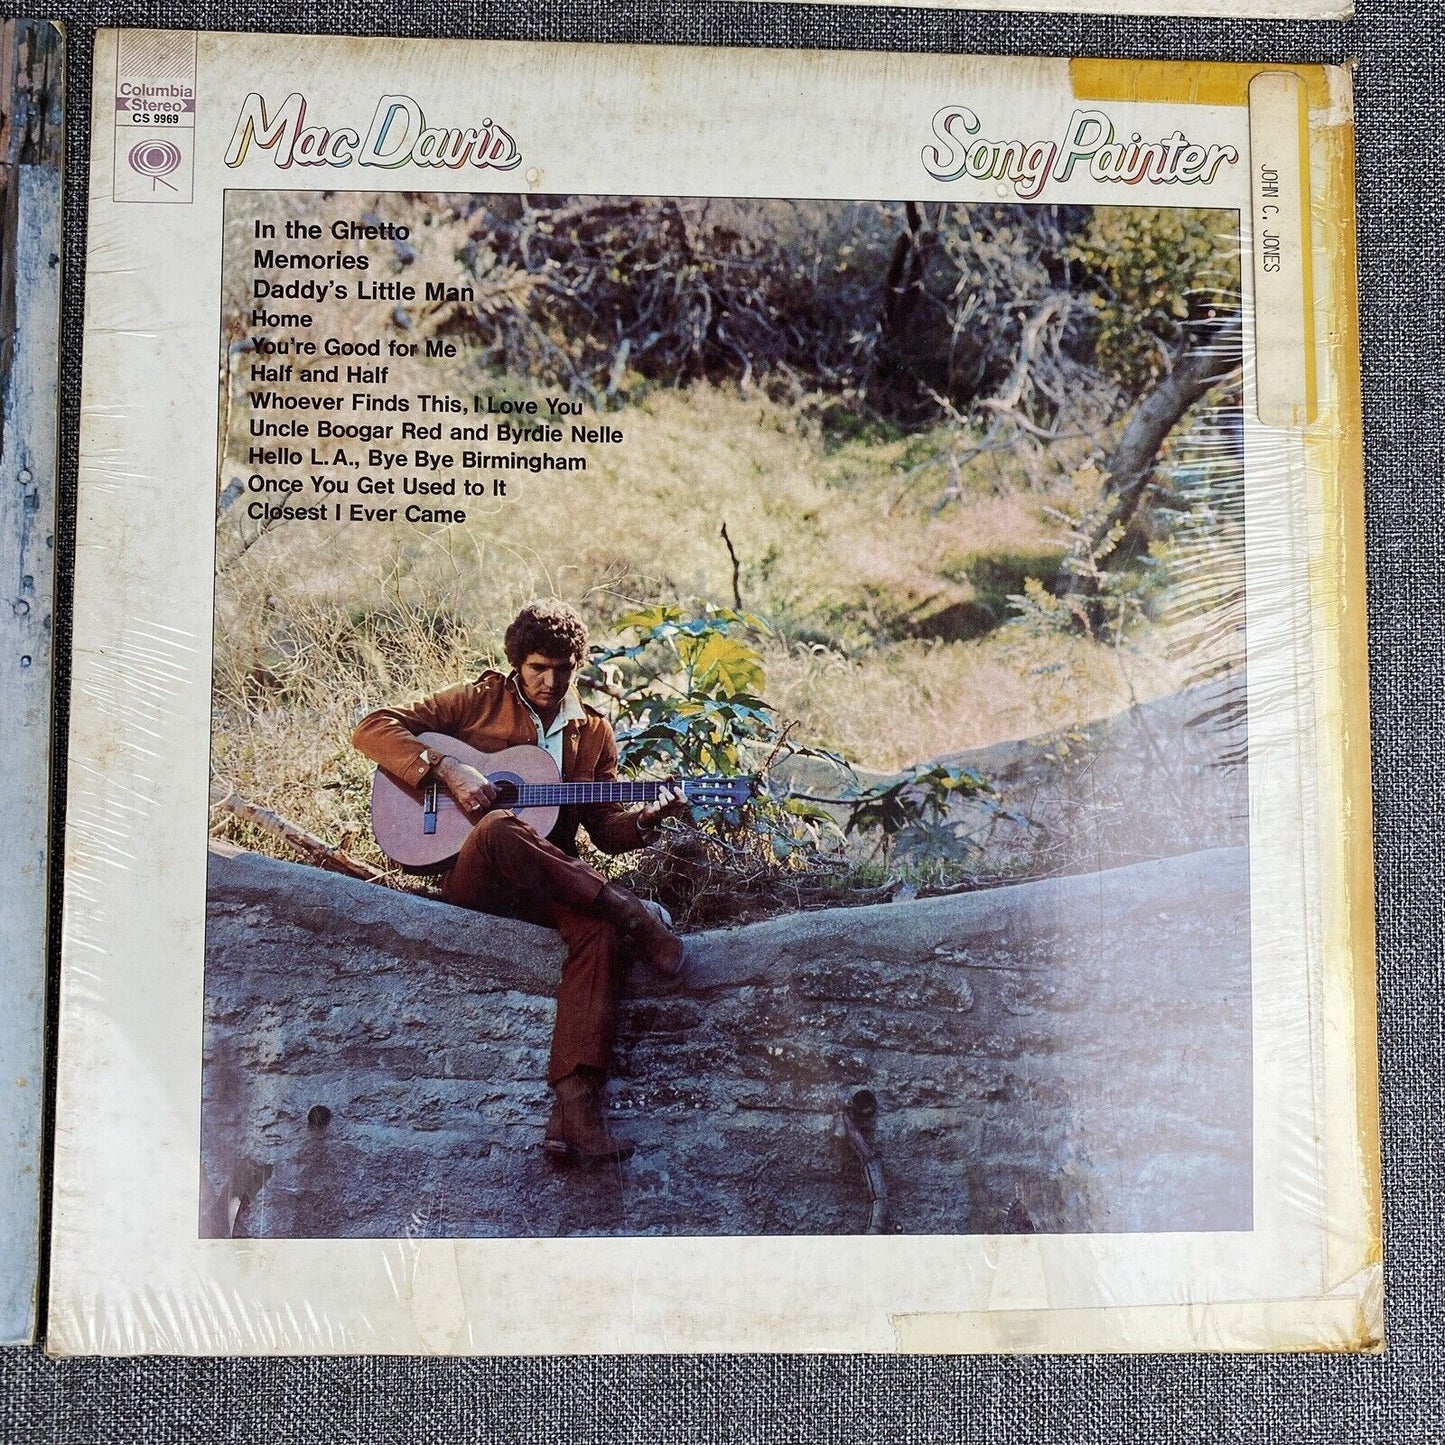 Columbia
Stereo
CS 9969
Mac Davis
Song Painter
JOHN C. JONES
In the Ghetto
Memories
Daddy's Little Man
Home
You're Good for Me
Half and Half
Whoever Finds This, I Love You
Uncle Boogar Red and Byrdie Nelle
Hello L.A., Bye Bye Birmingham
Once You Get Used to It
Closest I Ever Came